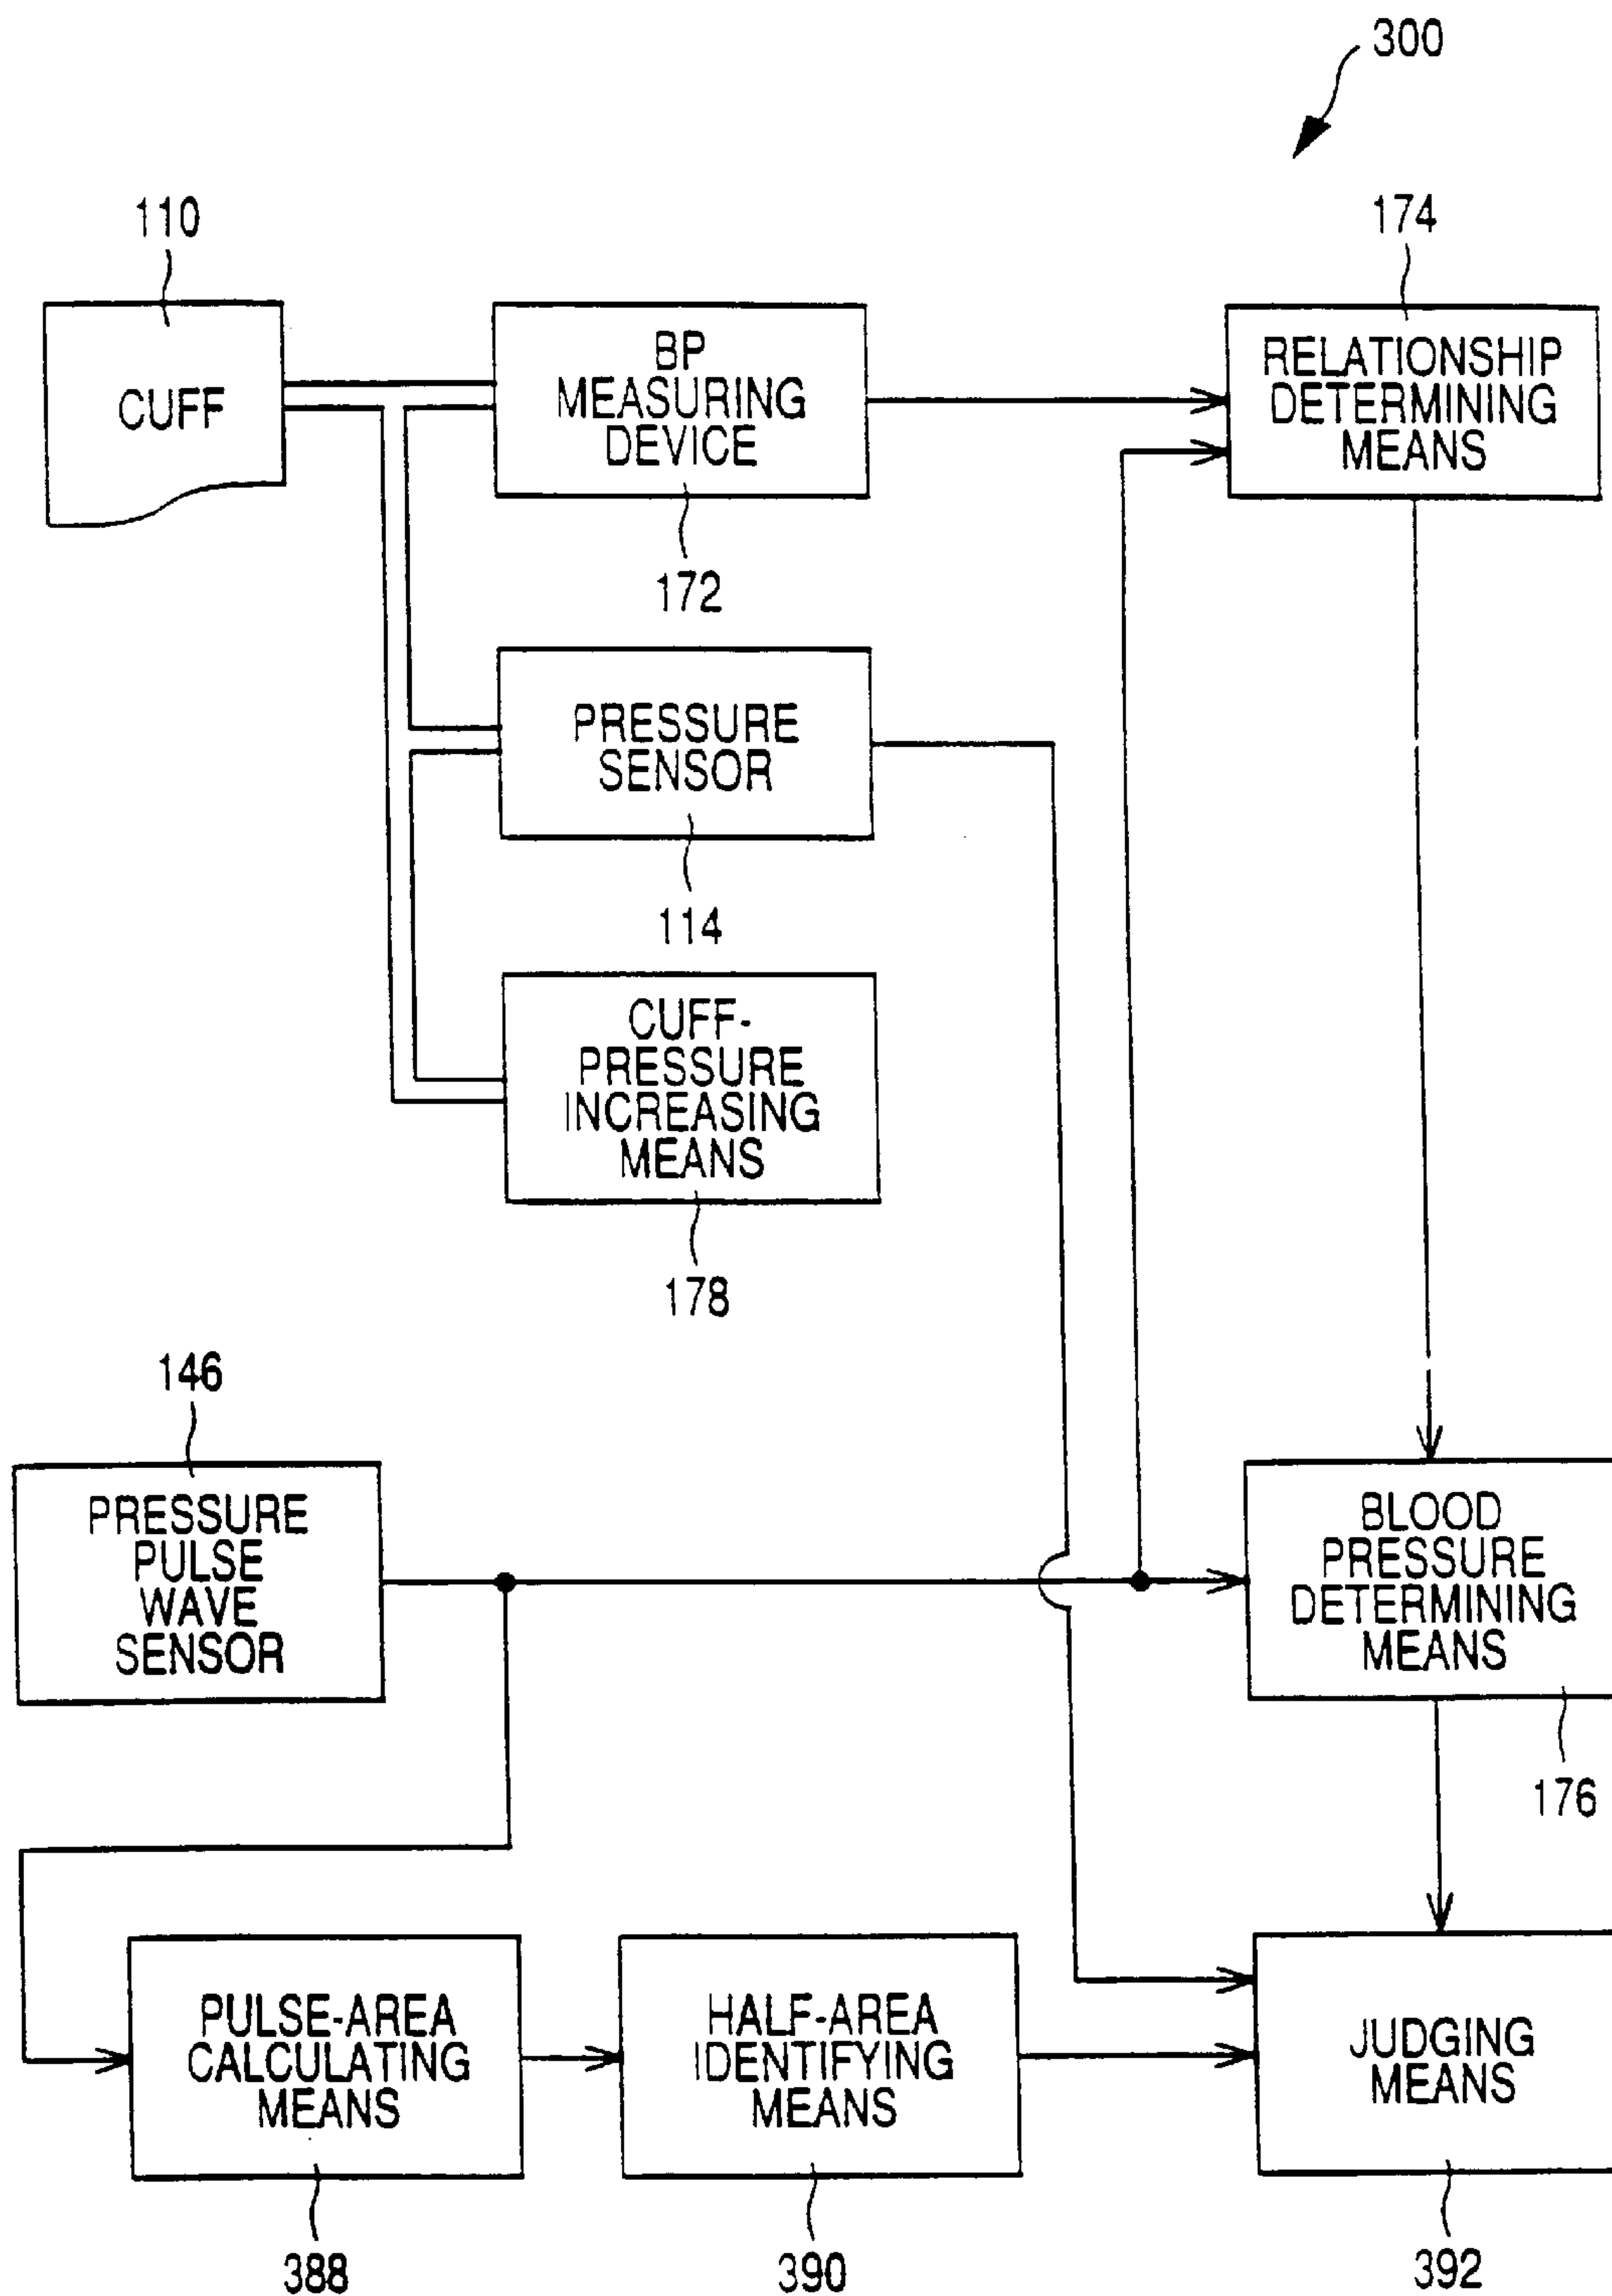 300
110
174
CUFF
BP
MEASURING
DEVICE
RELATIONSHIP
DETERMINING
MEANS
172
PRESSURE
SENSOR
114
CUFF-
PRESSURE
INCREASING
MEANS
178
146
PRESSURE
PULSE
WAVE
SENSOR
BLOOD
PRESSURE
DETERMINING
MEANS
176
PULSE-AREA
CALCULATING
MEANS
HALF-AREA
IDENTIFYING
MEANS
JUDGING
MEANS
388
390
392